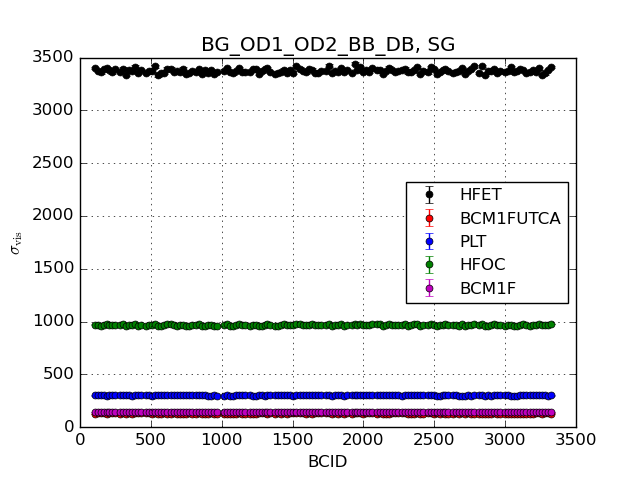 BG_OD1_OD2_BB_DB, SG
3500
3000
2500
2000
1500
1000
500
0
σvis
HFET
BCM1FUTCA
PLT
HFOC
BCM1F
0 500 1000 1500 2000 2500 3000 3500
BCID